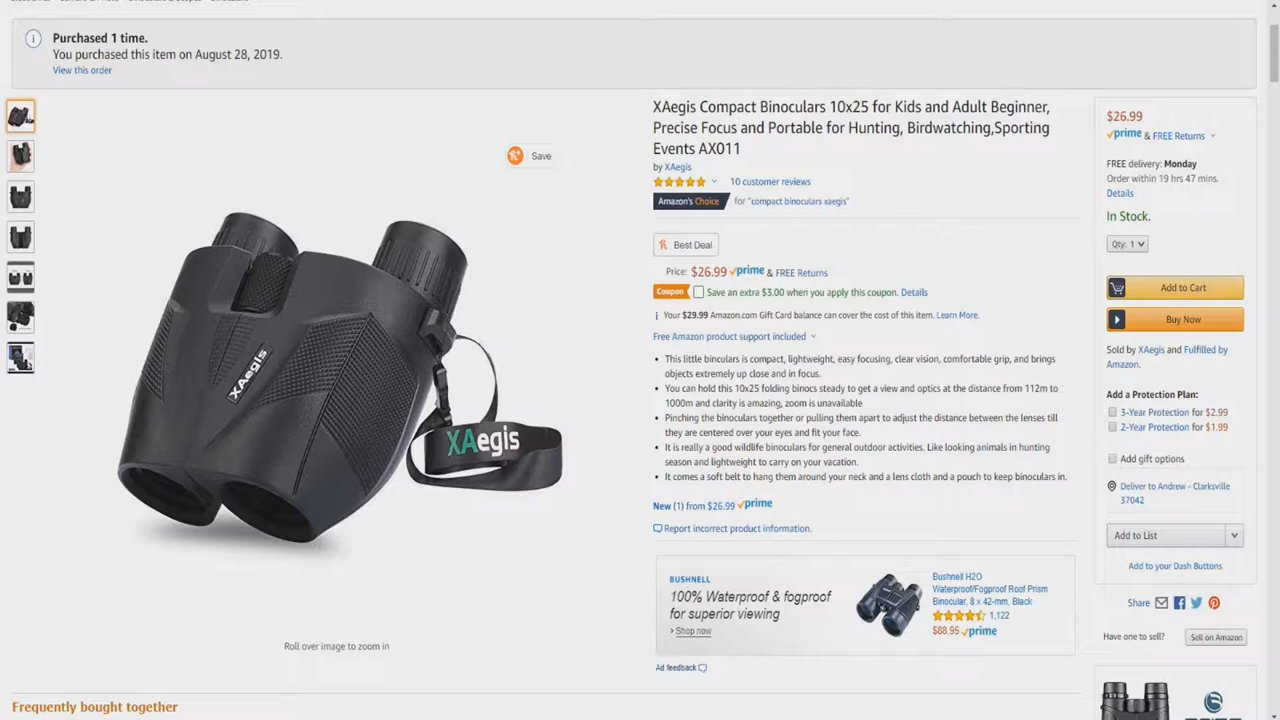 Purchased 1 time.
You purchased this item on August 28, 2019.
View this order
Save
XAegis
XAegis
Roll over image to zoom in
XAegis Compact Binoculars 10x25 for Kids and Adult Beginner,
Precise Focus and Portable for Hunting, Birdwatching,Sporting
Events AX011
by XAegis
10 customer reviews
Amazon's Choice for "compact binoculars xaegis"
Best Deal
Price: $26.99 prime & FREE Returns
Coupon Save an extra $3.00 when you apply this coupon. Details
Your $29.99 Amazon.com Gift Card balance can cover the cost of this item. Learn More.
Free Amazon product support included
• This little binculars is compact, lightweight, easy focusing, clear vision, comfortable grip, and brings
objects extremely up close and in focus.
• You can hold this 10x25 folding binocs steady to get a view and optics at the distance from 112m to
1000m and clarity is amazing, zoom is unavailable
• Pinching the binoculars together or pulling them apart to adjust the distance between the lenses till
they are centered over your eyes and fit your face.
• It is really a good wildlife binoculars for general outdoor activities. Like looking animals in hunting
season and lightweight to carry on your vacation.
• It comes a soft belt to hang them around your neck and a lens cloth and a pouch to keep binoculars in.
New (1) from $26.99 prime
Report incorrect product information.
BUSHNELL
100% Waterproof & fogproof
for superior viewing
› Shop now
Bushnell H2O
Waterproof/Fogproof Roof Prism
Binocular, 8 x 42-mm, Black
1,122
$88.95 prime
Ad feedback
$26.99
prime & FREE Returns
FREE delivery: Monday
Order within 19 hrs 47 mins.
Details
In Stock.
Qty: 1
Add to Cart
Buy Now
Sold by XAegis and Fulfilled by
Amazon.
Add a Protection Plan:
3-Year Protection for $2.99
2-Year Protection for $1.99
Add gift options
Deliver to Andrew - Clarksville
37042
Add to List
Add to your Dash Buttons
Share
Have one to sell?
Sell on Amazon
Frequently bought together